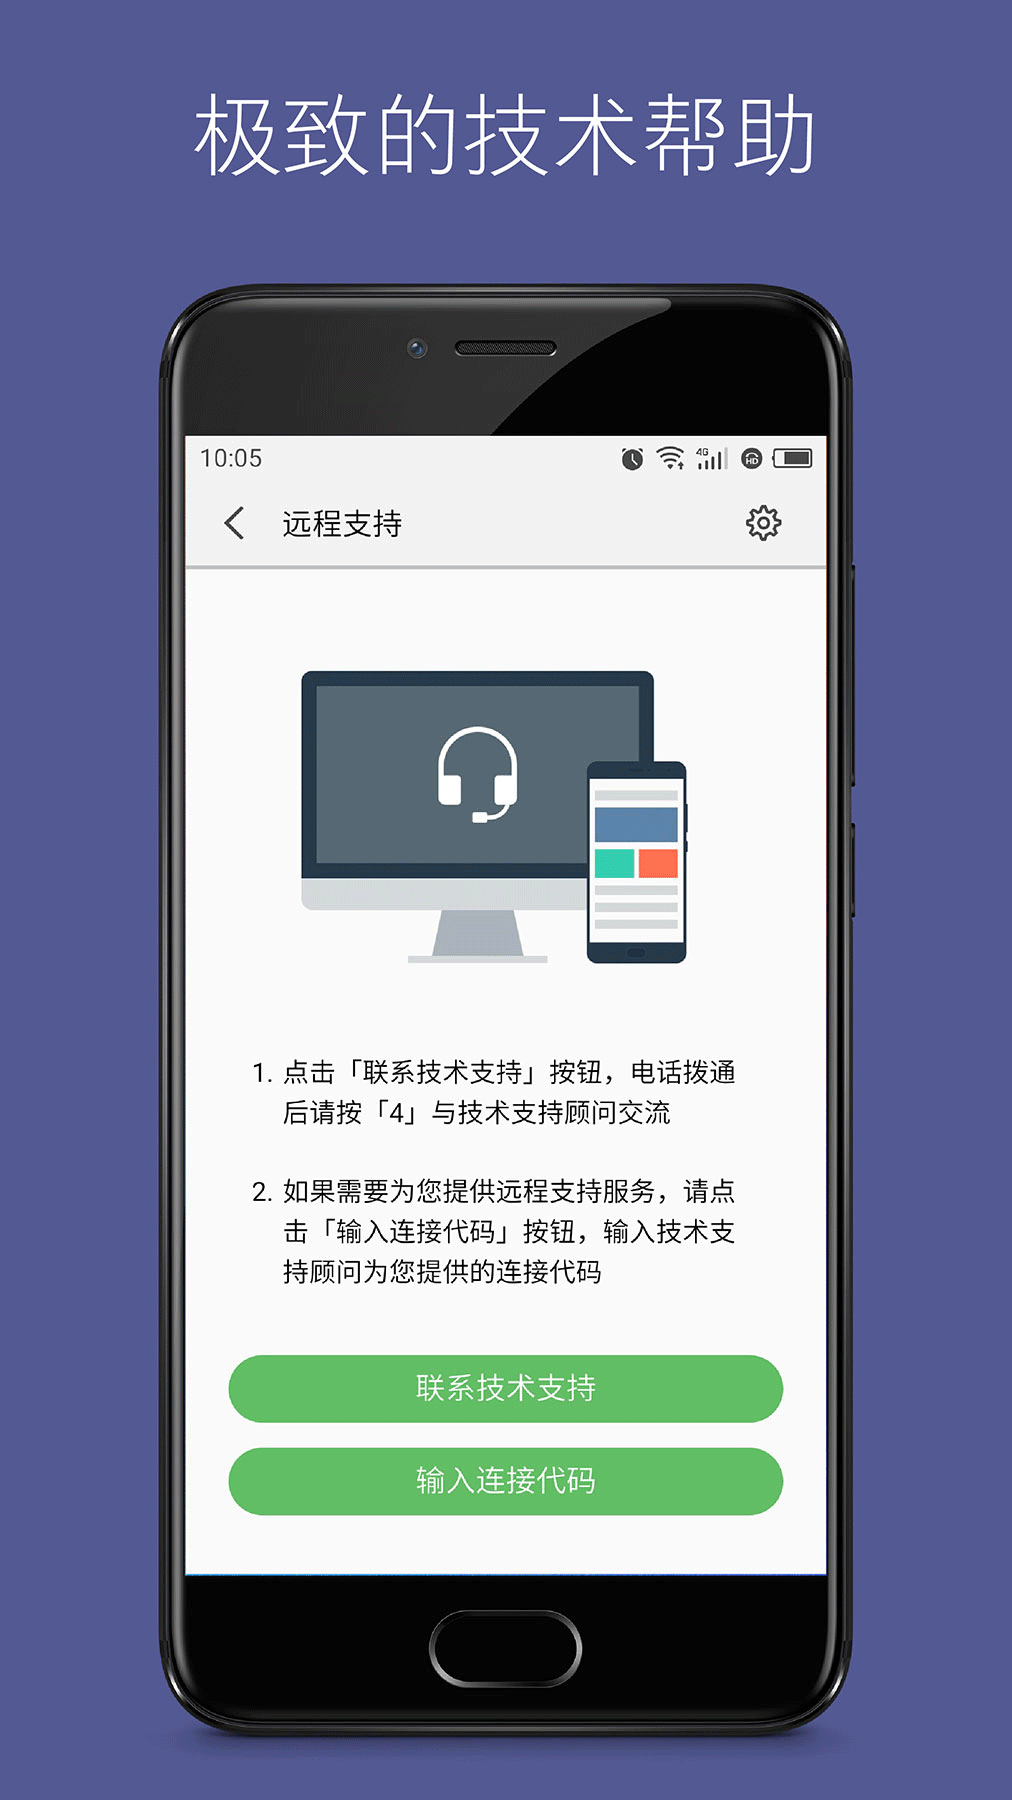 极致的技术帮助
10:05
4G
HD
远程支持
1. 点击「联系技术支持」按钮，电话拨通
后请按「4」与技术支持顾问交流
2. 如果需要为您提供远程支持服务，请点
击「输入连接代码」按钮，输入技术支
持顾问为您提供的连接代码
联系技术支持
输入连接代码